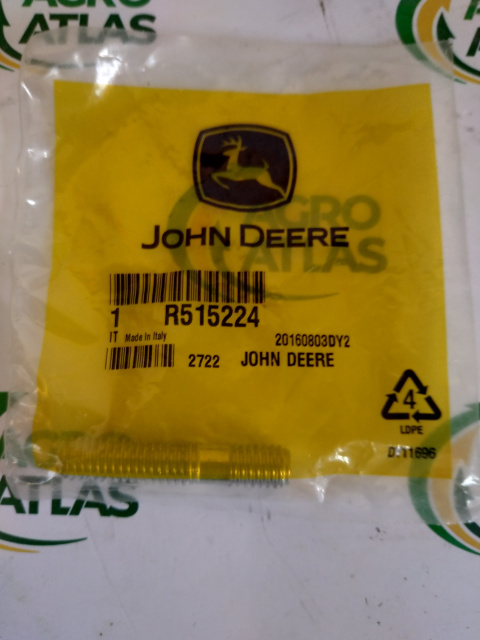 AGRO
ATLAS
AGRO
ATLAS
JOHN DEERE
1 R515224
IT Made In Italy
20160803DY2
2722 JOHN DEERE
4
LDPE
AGRO
ATLAS